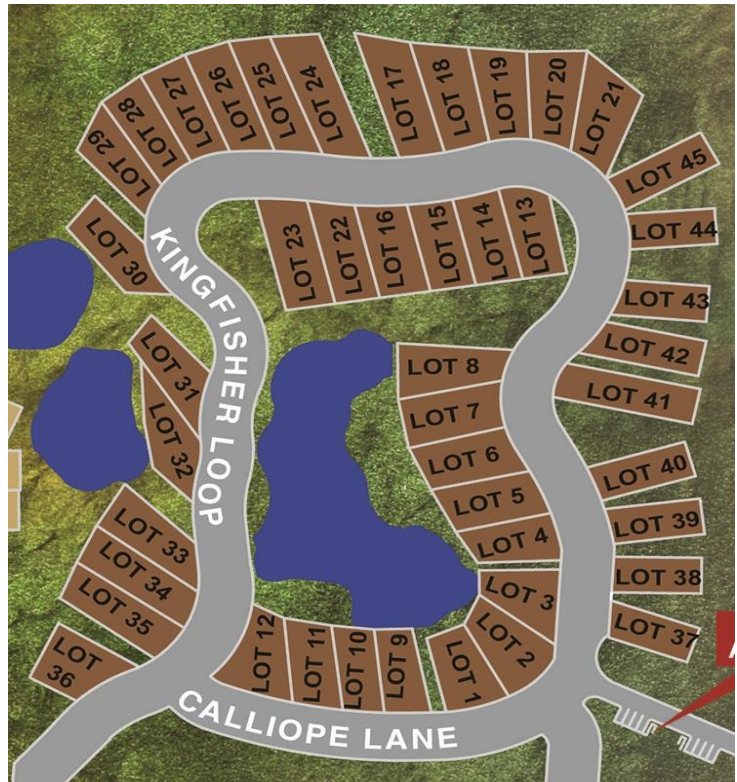 LOT 24
LOT 25
LOT 26
LOT 27
LOT 28
LOT 29
LOT 17
LOT 18
LOT 19
LOT 20
LOT 21
LOT 45
LOT 44
LOT 43
LOT 42
LOT 41
LOT 40
LOT 39
LOT 38
LOT 37
LOT 30
LOT 23
LOT 22
LOT 16
LOT 15
LOT 14
LOT 13
KINGFISHER LOOP
LOT 31
LOT 32
LOT 33
LOT 34
LOT 35
LOT
36
LOT 8
LOT 7
LOT 6
LOT 5
LOT 4
LOT 3
LOT 2
LOT 1
LOT 12
LOT 11
LOT 10
LOT 9
CALLIOPE LANE